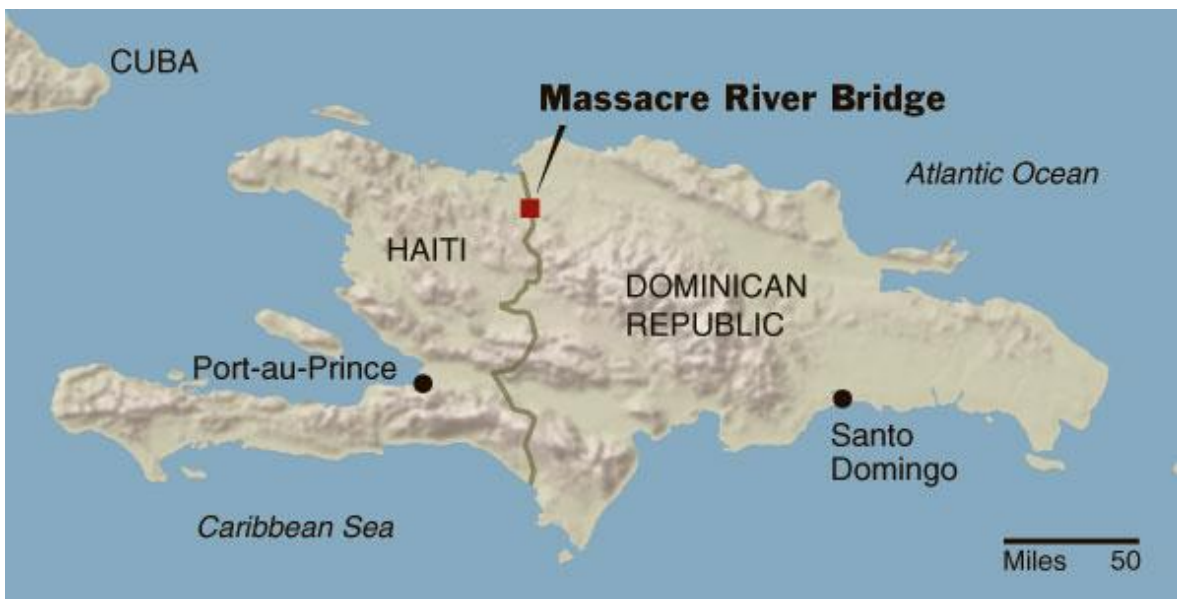 CUBA
Massacre River Bridge
Atlantic Ocean
HAITI
DOMINICAN
REPUBLIC
Port-au-Prince
Santo
Domingo
Caribbean Sea
Miles 50